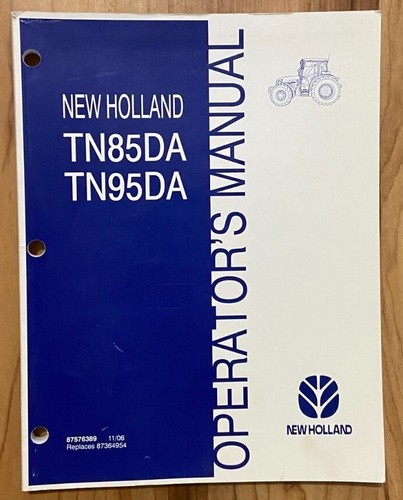 NEW HOLLAND
TN85DA
TN95DA
OPERATOR'S MANUAL
87576389 11/06
Replaces 87364954
NEW HOLLAND